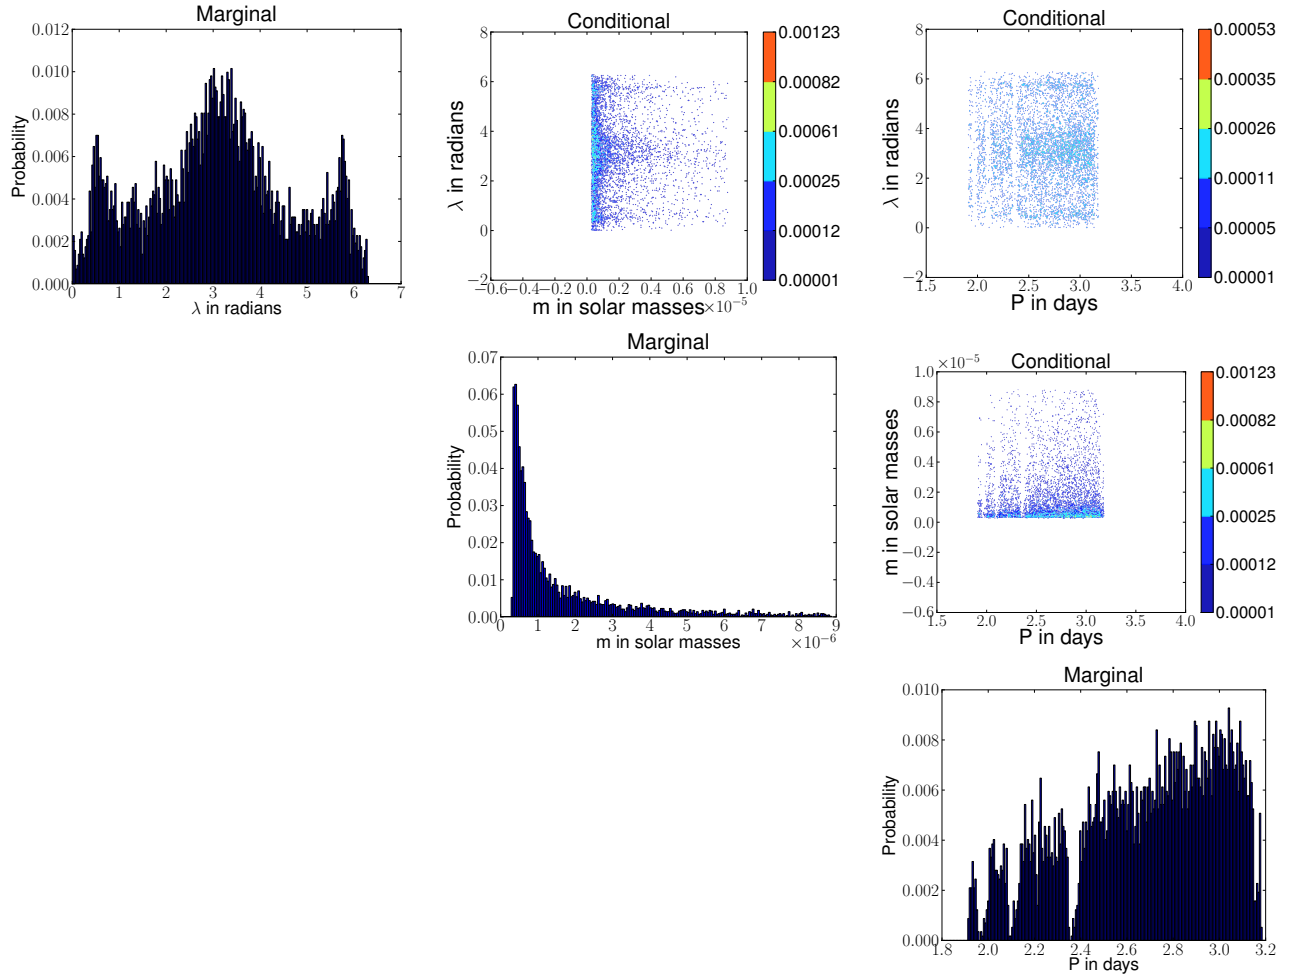 Marginal
0.012
0.010
0.008
0.006
0.004
0.002
0.000
Probability
0 1 2 3 4 5 6 7
λ in radians
Conditional
8
6
4
2
0
−2
λ in radians
−0.6−0.4−0.2 0.0 0.2 0.4 0.6 0.8 1.0
m in solar masses ×10⁻⁵
0.00123
0.00082
0.00061
0.00025
0.00012
0.00001
Conditional
8
6
4
2
0
−2
λ in radians
1.5 2.0 2.5 3.0 3.5 4.0
P in days
0.00053
0.00035
0.00026
0.00011
0.00005
0.00001
Marginal
0.07
0.06
0.05
0.04
0.03
0.02
0.01
0.00
Probability
0 1 2 3 4 5 6 7 8 9
m in solar masses ×10⁻⁶
Conditional
×10⁻⁵
1.0
0.8
0.6
0.4
0.2
0.0
−0.2
−0.4
−0.6
m in solar masses
1.5 2.0 2.5 3.0 3.5 4.0
P in days
0.00123
0.00082
0.00061
0.00025
0.00012
0.00001
Marginal
0.010
0.008
0.006
0.004
0.002
0.000
Probability
1.8 2.0 2.2 2.4 2.6 2.8 3.0 3.2
P in days